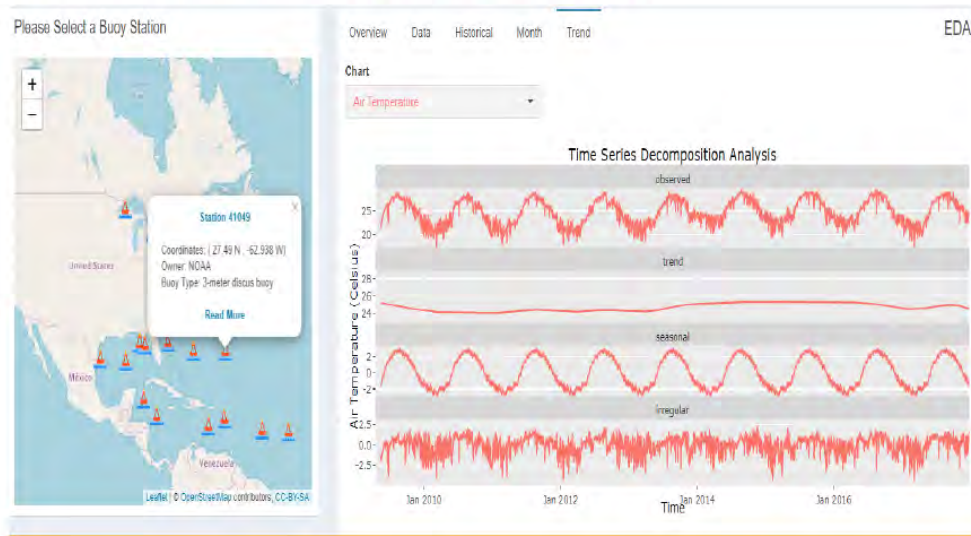 Please Select a Buoy Station
+
−
United States
México
Venezuela
Station 41049
×
Coordinates: ( 27.49 N , -62.938 W)
Owner: NOAA
Buoy Type: 3-meter discus buoy
Read More
Leaflet | © OpenStreetMap contributors, CC-BY-SA
Overview Data Historical Month Trend
EDA
Chart
Air Temperature
Time Series Decomposition Analysis
observed
25
20
trend
28
26
24
seasonal
2
0
-2
irregular
2.5
0.0
-2.5
Air Temperature (Celsius)
Jan 2010 Jan 2012 Jan 2014 Jan 2016
Time